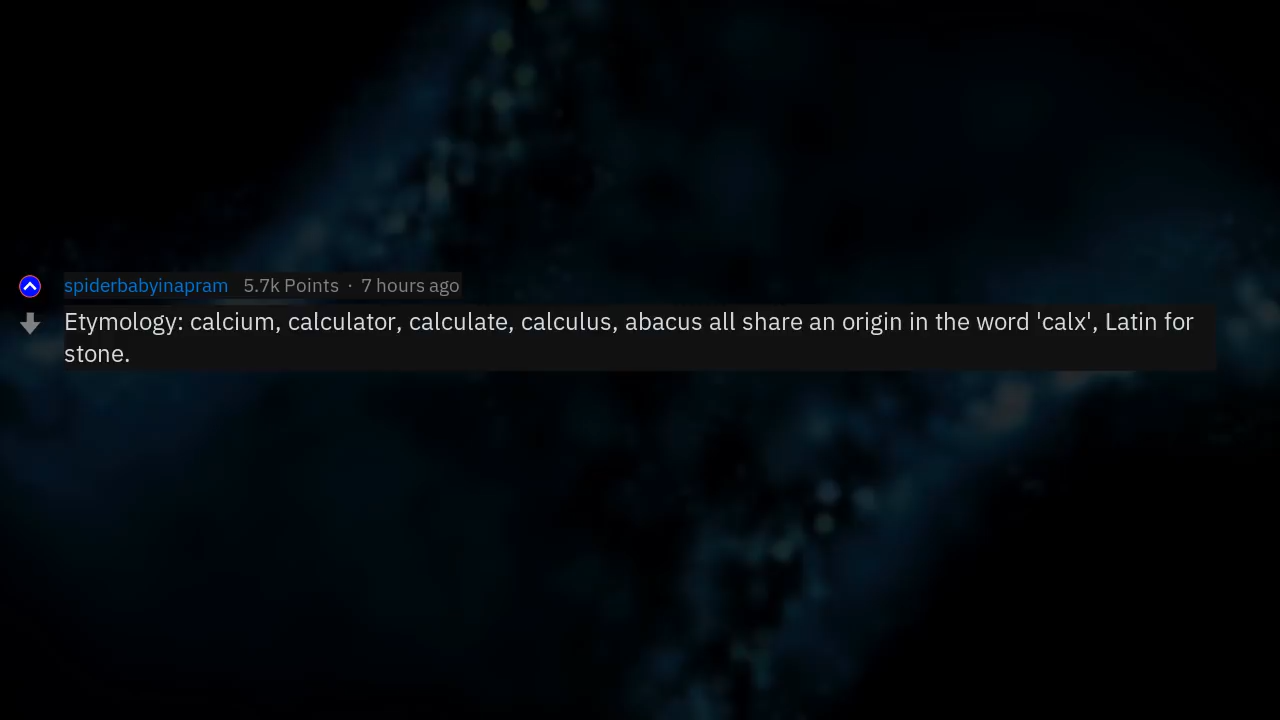 spiderbabyinapram 5.7k Points · 7 hours ago
Etymology: calcium, calculator, calculate, calculus, abacus all share an origin in the word 'calx', Latin for
stone.